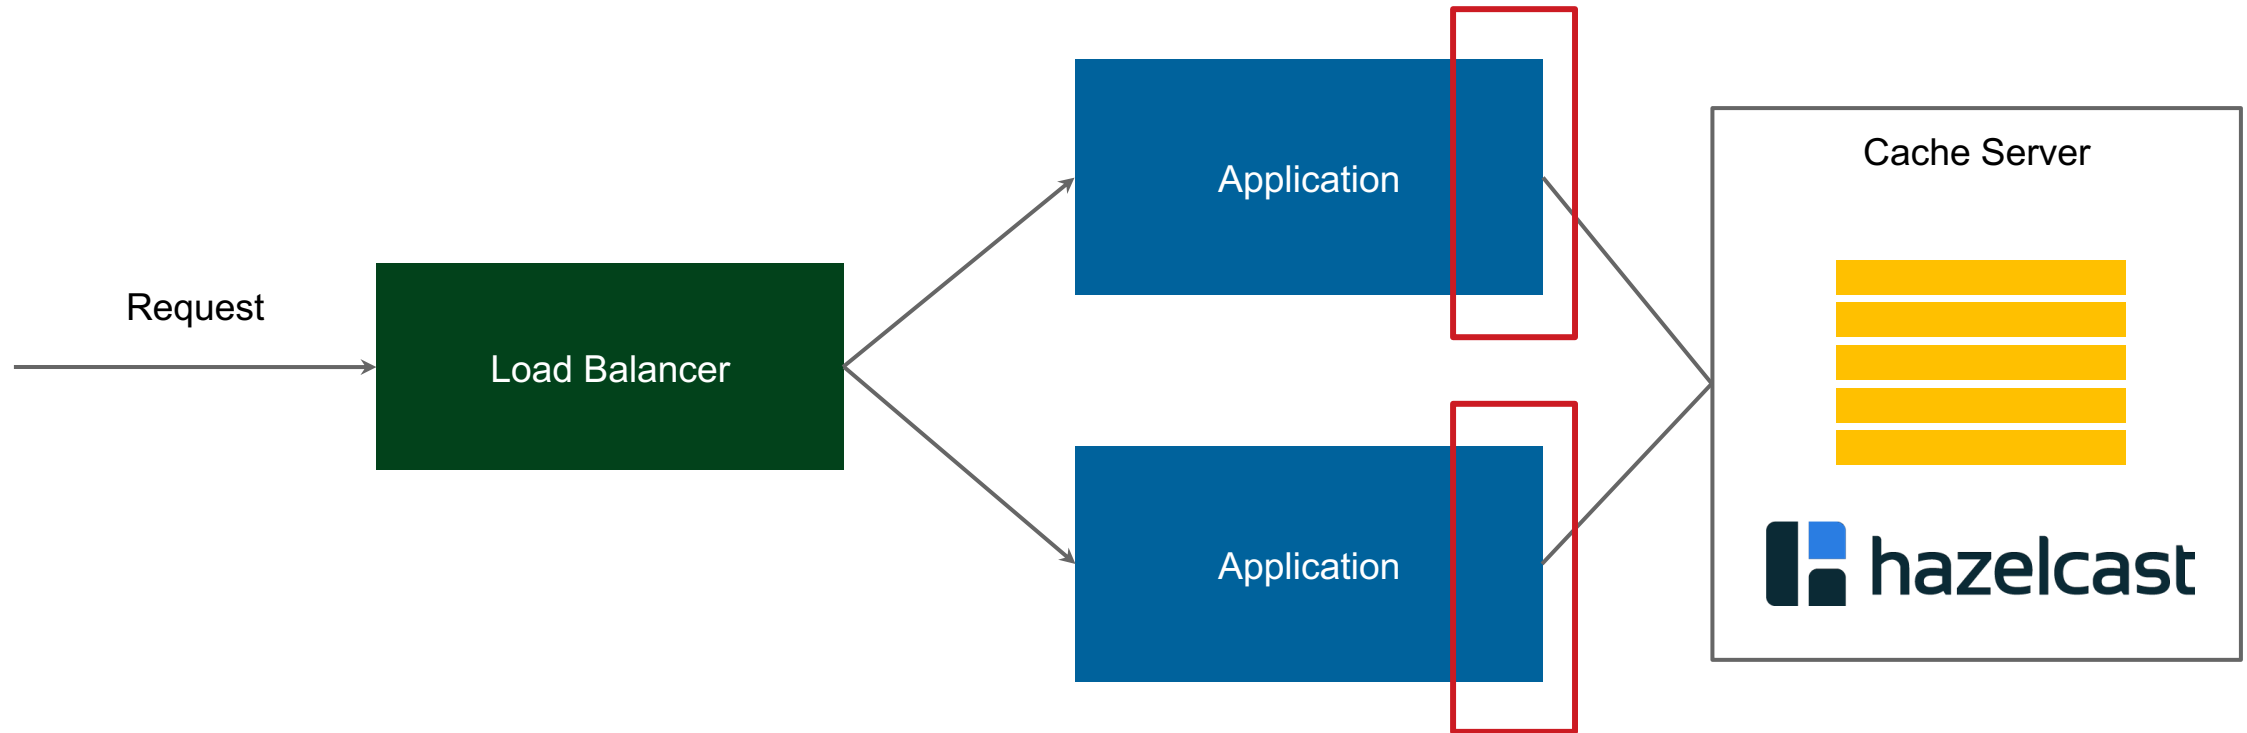 Request
Load Balancer
Application
Application
Cache Server
hazelcast